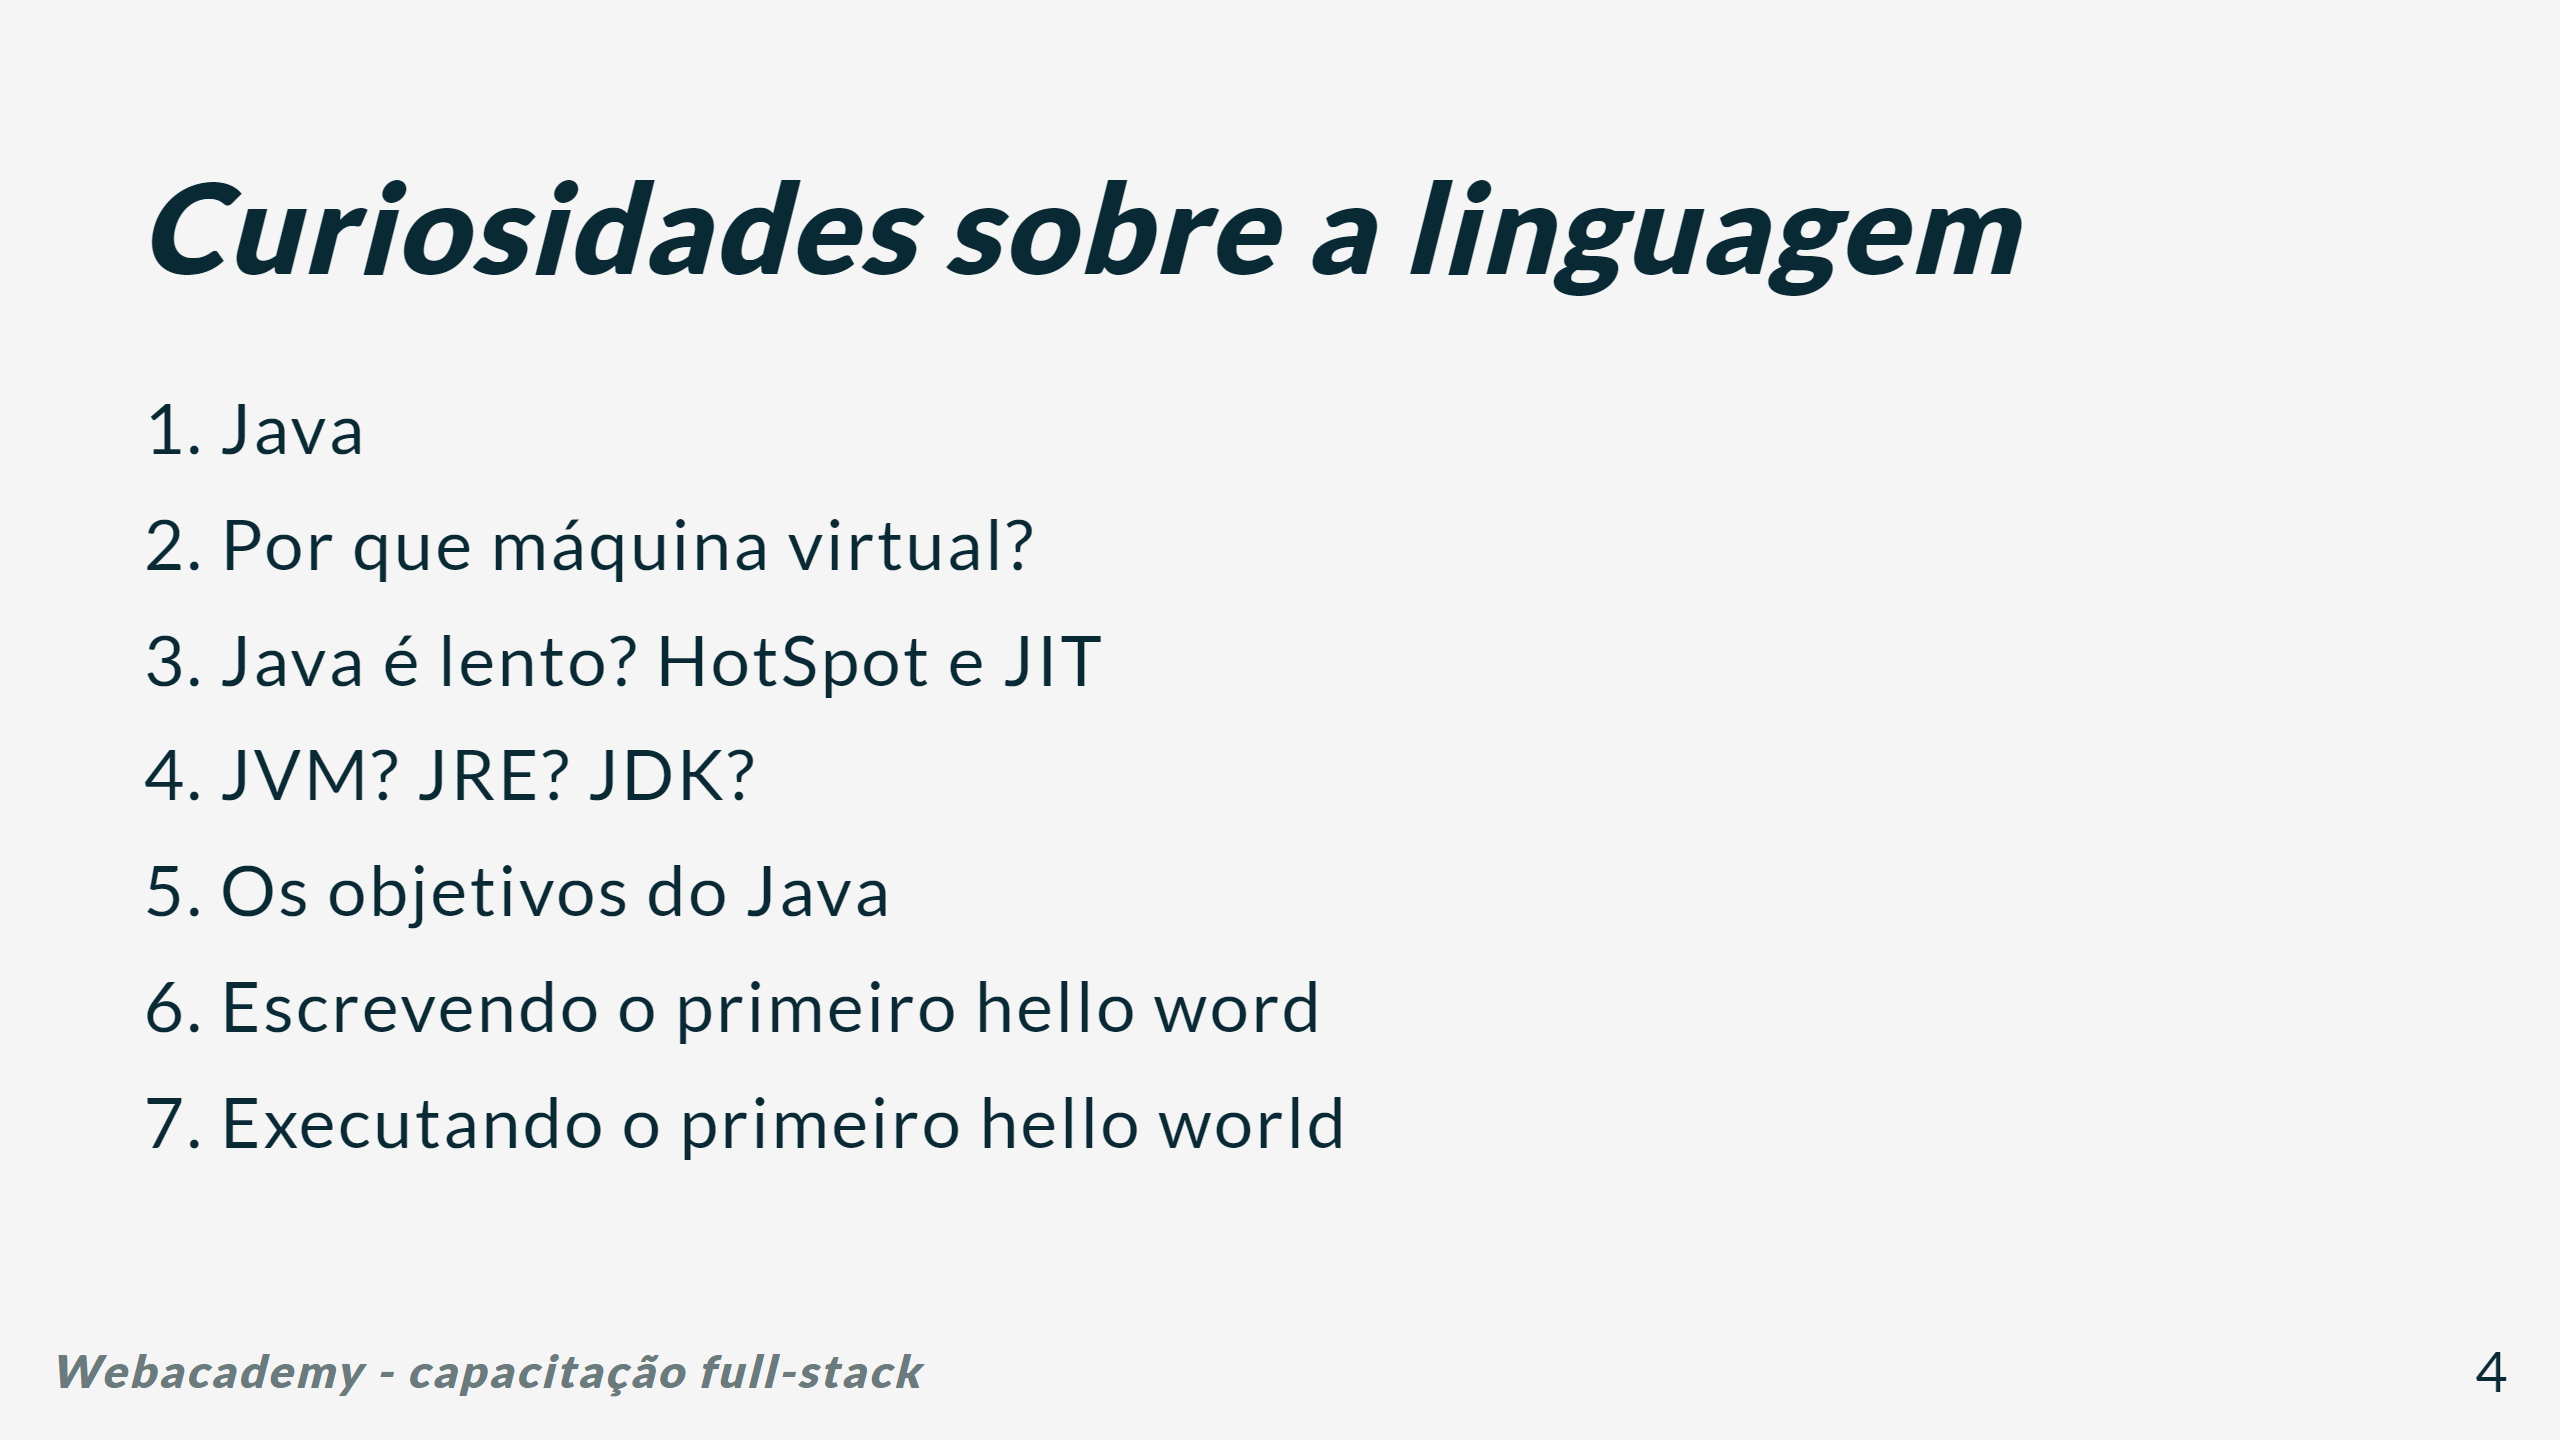 Curiosidades sobre a linguagem
1. Java
2. Por que máquina virtual?
3. Java é lento? HotSpot e JIT
4. JVM? JRE? JDK?
5. Os objetivos do Java
6. Escrevendo o primeiro hello word
7. Executando o primeiro hello world
Webacademy - capacitação full-stack
4